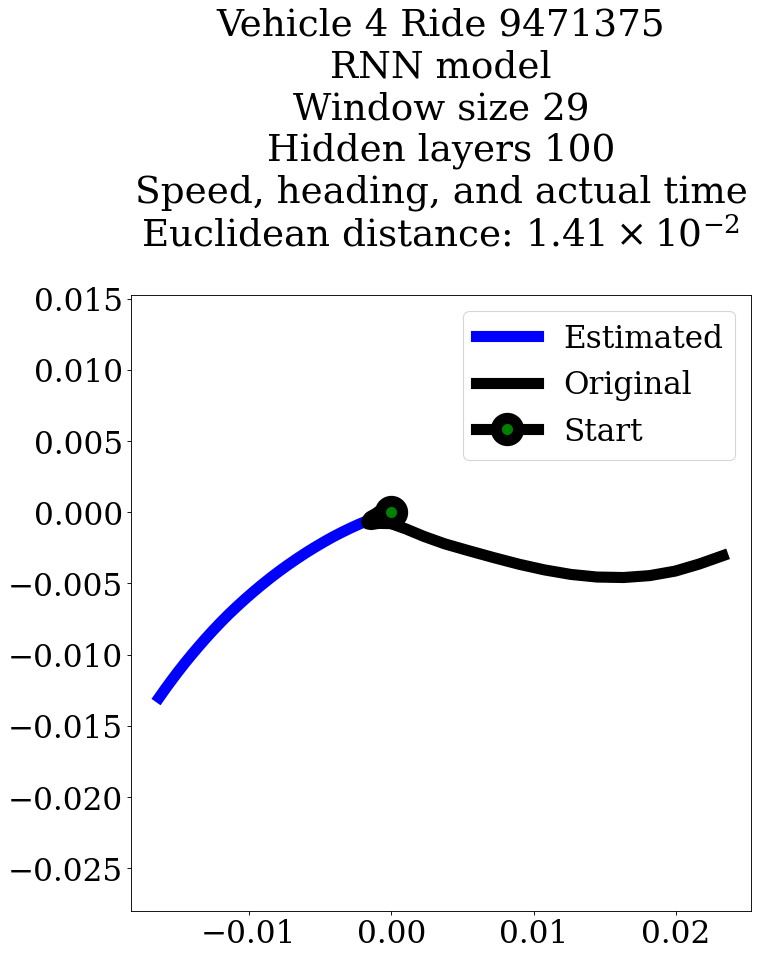 Vehicle 4 Ride 9471375
RNN model
Window size 29
Hidden layers 100
Speed, heading, and actual time
Euclidean distance: 1.41 × 10⁻²
0.015
0.010
0.005
0.000
−0.005
−0.010
−0.015
−0.020
−0.025
Estimated
Original
Start
−0.01 0.00 0.01 0.02